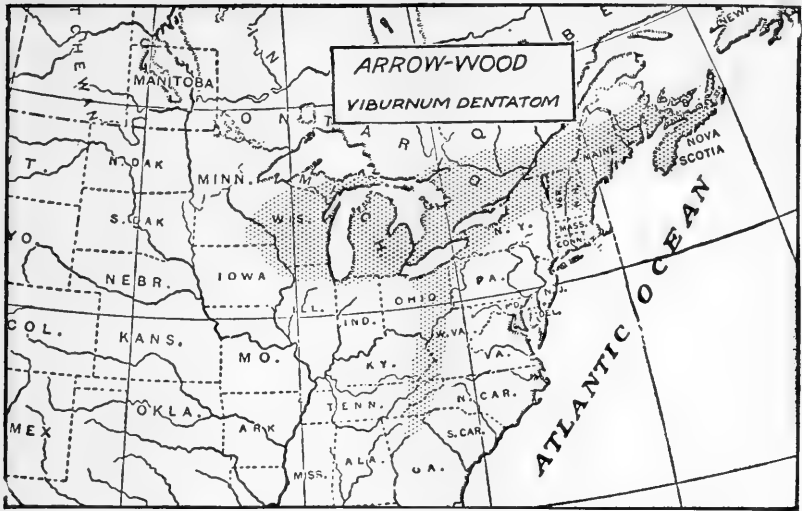 ARROW-WOOD
VIBURNUM DENTATOM
MANITOBA
ONTAR
N. DAK
MINN.
MAINE
NOVA
SCOTIA
S. DAK
WIS.
N.Y.
MASS.
CONN.
NEBR.
IOWA
PA.
N.J.
DEL.
ILL.
IND.
OHIO
W.VA.
COL.
KANS.
MO.
KY.
VA.
OKLA.
TENN.
N. CAR.
ARK
S. CAR.
MEX
MISS.
ALA.
GA.
ATLANTIC OCEAN